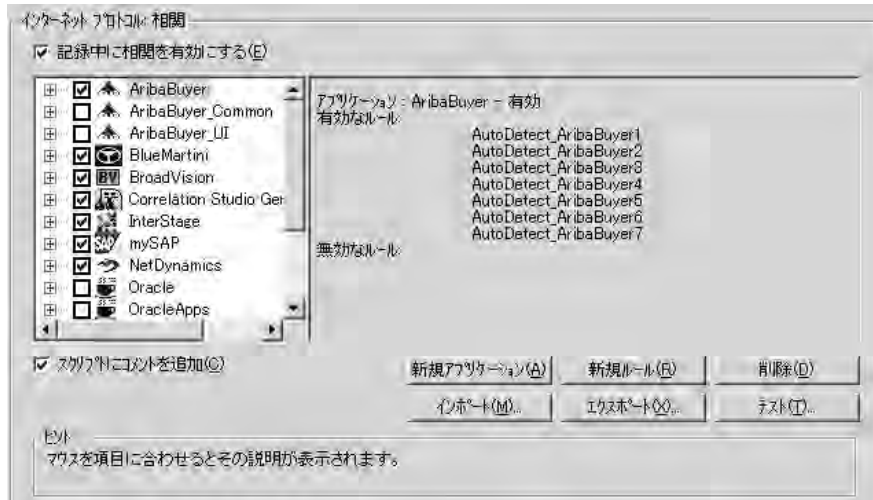 インターネット プロトコル: 相関
記録中に相関を有効にする(E)
AribaBuyer
AribaBuyer_Common
AribaBuyer_UI
BlueMartini
BV BroadVision
Correlation Studio Ger
InterStage
SAP mySAP
NetDynamics
Oracle
OracleApps
アプリケーション : AribaBuyer - 有効
有効なルール:
AutoDetect_AribaBuyer1
AutoDetect_AribaBuyer2
AutoDetect_AribaBuyer3
AutoDetect_AribaBuyer4
AutoDetect_AribaBuyer5
AutoDetect_AribaBuyer6
AutoDetect_AribaBuyer7
無効なルール:
スクリプトにコメントを追加(C)
新規アプリケーション(A)
新規ルール(R)
削除(D)
インポート(M)...
エクスポート(X)...
テスト(T)...
ヒント
マウスを項目に合わせるとその説明が表示されます。